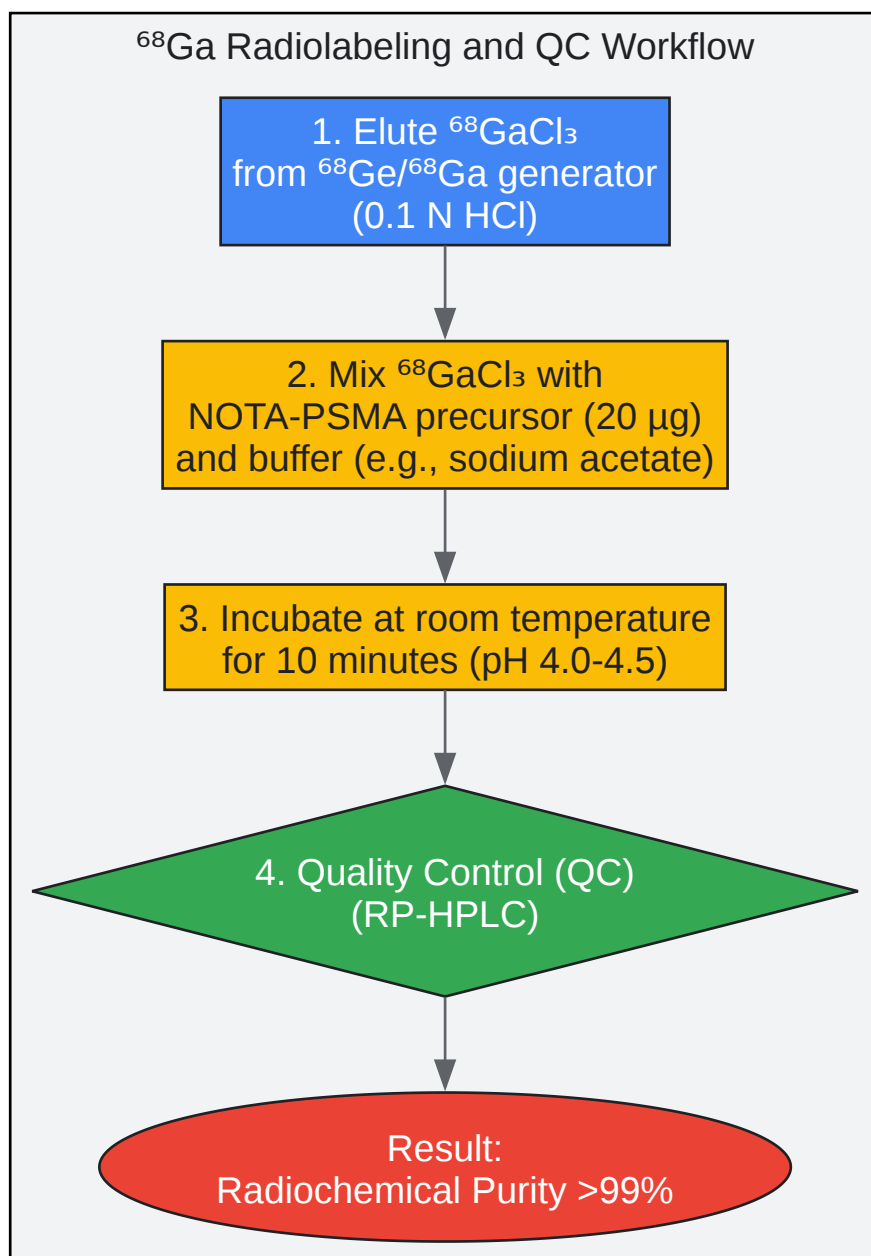 ⁶⁸Ga Radiolabeling and QC Workflow
1. Elute ⁶⁸GaCl₃
from ⁶⁸Ge/⁶⁸Ga generator
(0.1 N HCl)
2. Mix ⁶⁸GaCl₃ with
NOTA-PSMA precursor (20 µg)
and buffer (e.g., sodium acetate)
3. Incubate at room temperature
for 10 minutes (pH 4.0-4.5)
4. Quality Control (QC)
(RP-HPLC)
Result:
Radiochemical Purity >99%